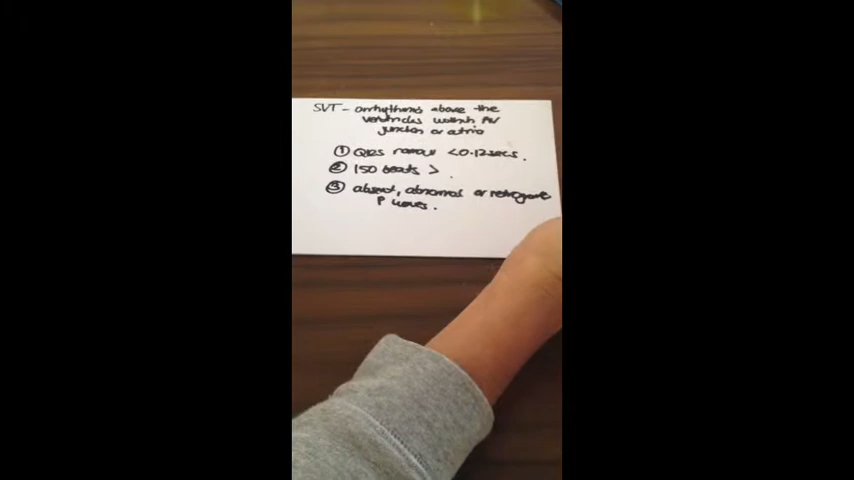 SVT - arrhythmias above the
ventricles within AV
junction or atria
① QRS narrow <0.12secs.
② 150 beats > .
③ absent, abnormal or retrograde
P waves.